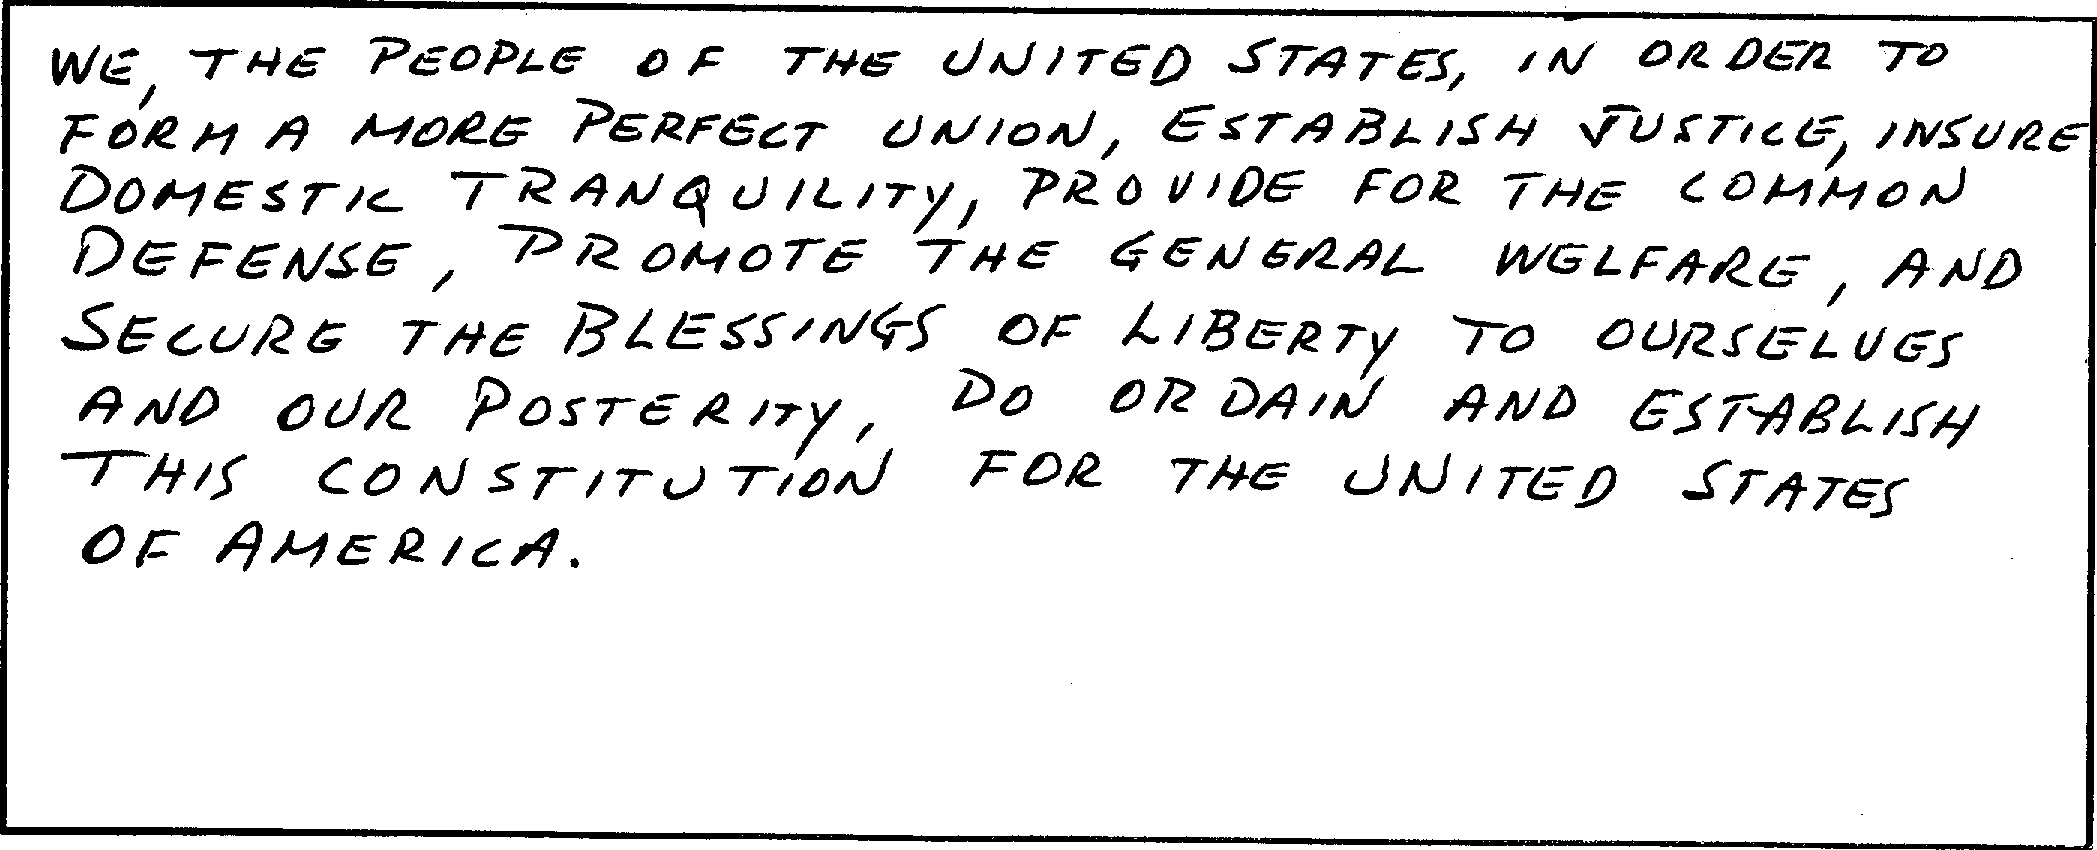 WE, THE PEOPLE OF THE UNITED STATES, IN ORDER TO
FORM A MORE PERFECT UNION, ESTABLISH JUSTICE, INSURE
DOMESTIC TRANQUILITY, PROVIDE FOR THE COMMON
DEFENSE, PROMOTE THE GENERAL WELFARE, AND
SECURE THE BLESSINGS OF LIBERTY TO OURSELVES
AND OUR POSTERITY, DO ORDAIN AND ESTABLISH
THIS CONSTITUTION FOR THE UNITED STATES
OF AMERICA.